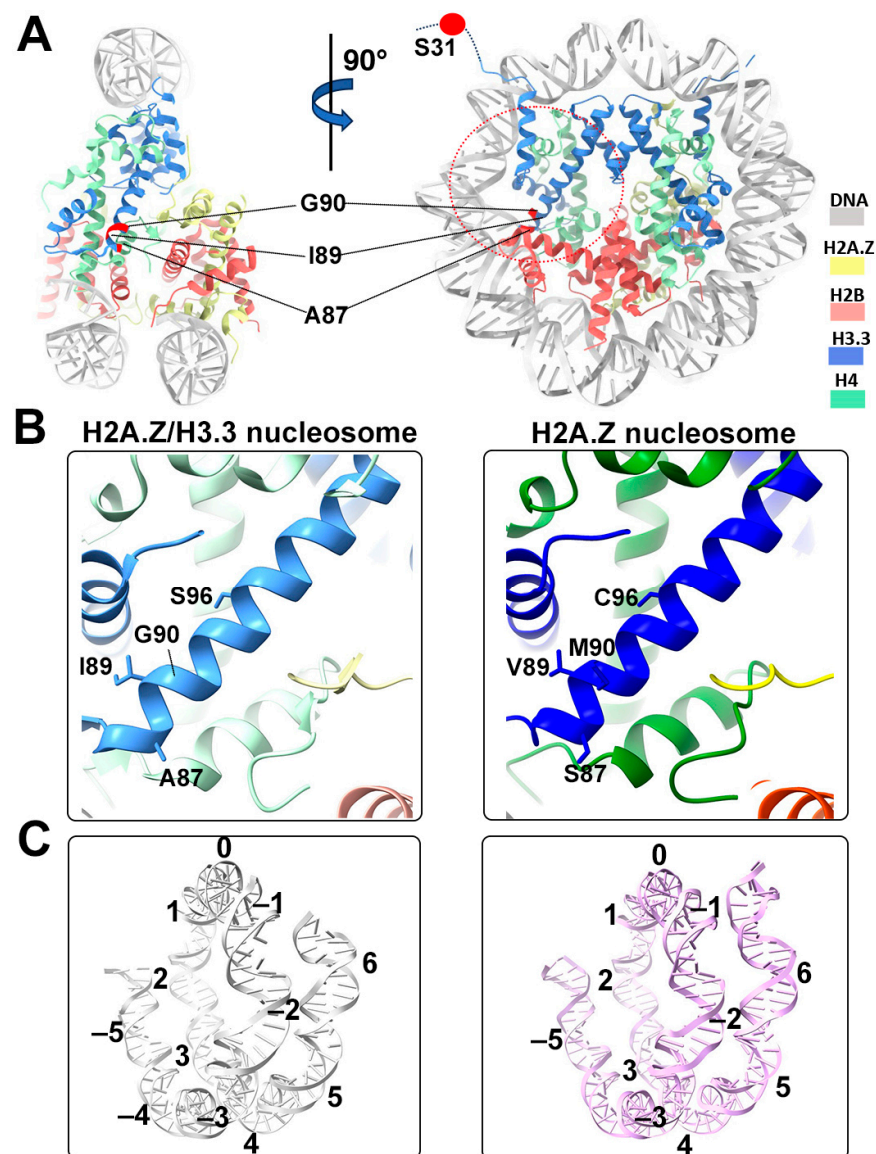 A
S31
90°
G90
I89
A87
DNA
H2A.Z
H2B
H3.3
H4
B
H2A.Z/H3.3 nucleosome
H2A.Z nucleosome
S96
G90
I89
A87
C96
M90
V89
S87
C
0
1
–1
2
6
–2
–5
3
5
–4
–3
4
0
1
–1
2
6
–2
–5
3
5
–3
4